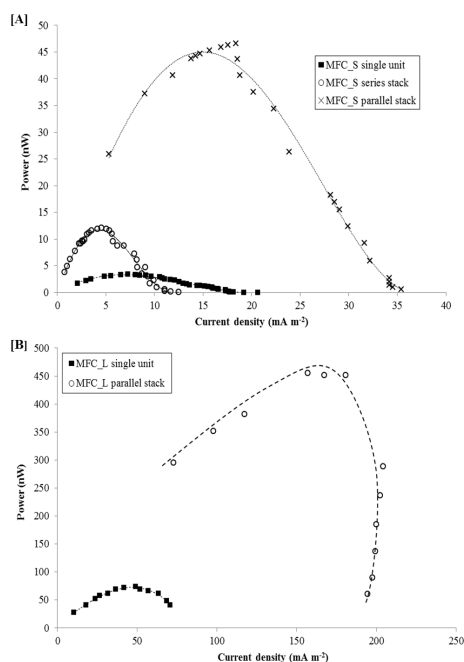 [A]
50
45
40
35
30
25
20
15
10
5
0
Power (nW)
■MFC_S single unit
○MFC_S series stack
×MFC_S parallel stack
0 5 10 15 20 25 30 35 40
Current density (mA m⁻²)
[B]
500
450
400
350
300
250
200
150
100
50
0
Power (nW)
■MFC_L single unit
○MFC_L parallel stack
0 50 100 150 200 250
Current density (mA m⁻²)